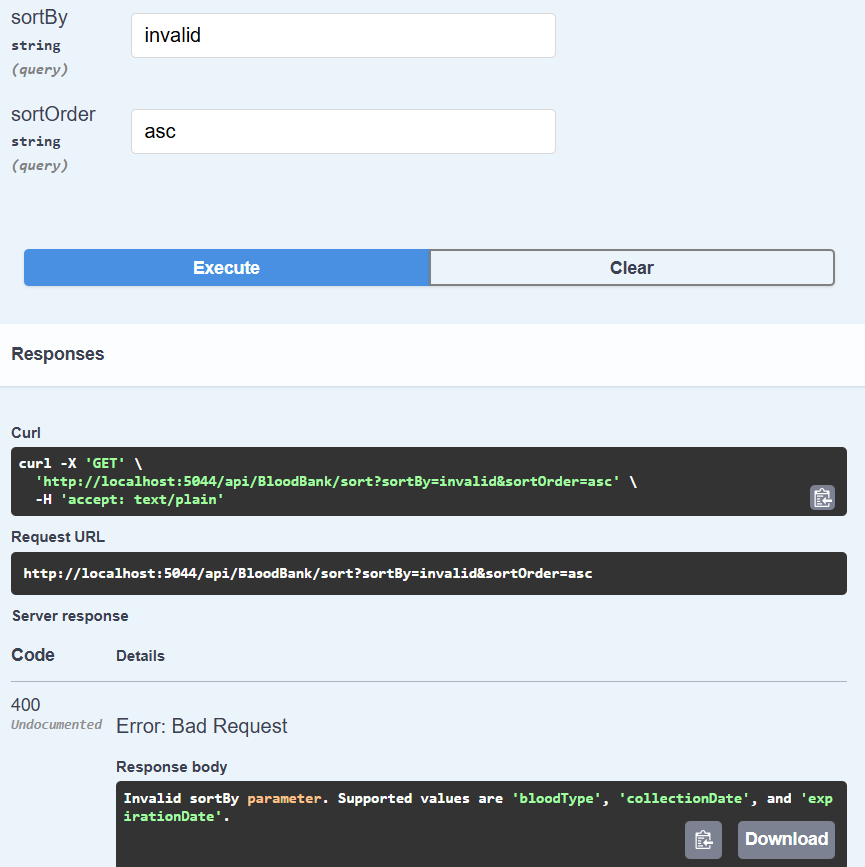 sortBy
string
(query)
invalid
sortOrder
string
(query)
asc
Execute
Clear
Responses
Curl
curl -X 'GET' \
  'http://localhost:5044/api/BloodBank/sort?sortBy=invalid&sortOrder=asc' \
  -H 'accept: text/plain'
Request URL
http://localhost:5044/api/BloodBank/sort?sortBy=invalid&sortOrder=asc
Server response
Code Details
400
Undocumented
Error: Bad Request
Response body
Invalid sortBy parameter. Supported values are 'bloodType', 'collectionDate', and 'exp
irationDate'.
Download